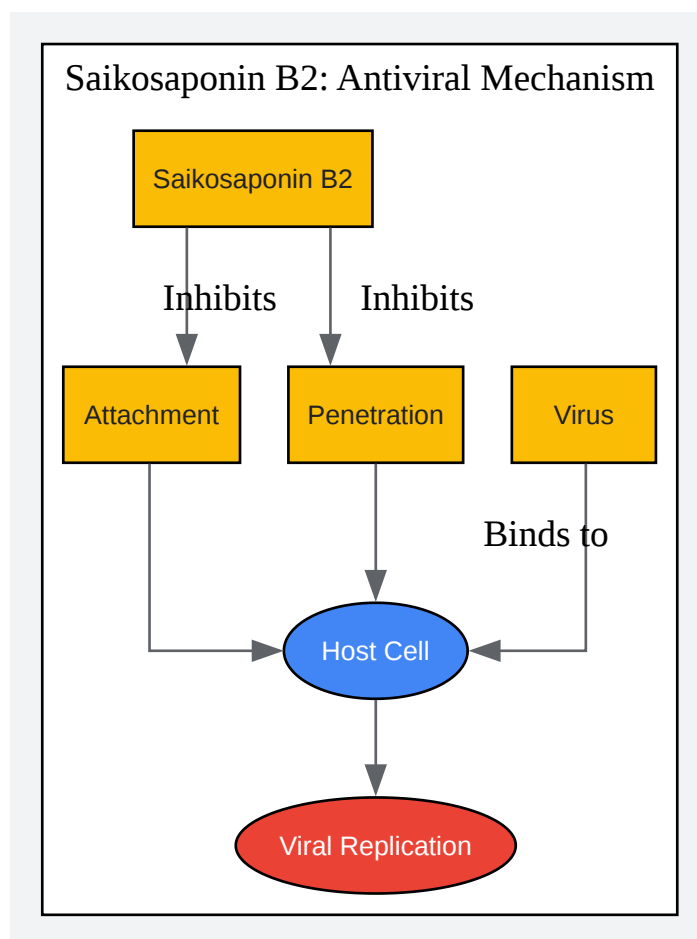 Saikosaponin B2: Antiviral Mechanism
Saikosaponin B2
Inhibits
Inhibits
Attachment
Penetration
Virus
Binds to
Host Cell
Viral Replication